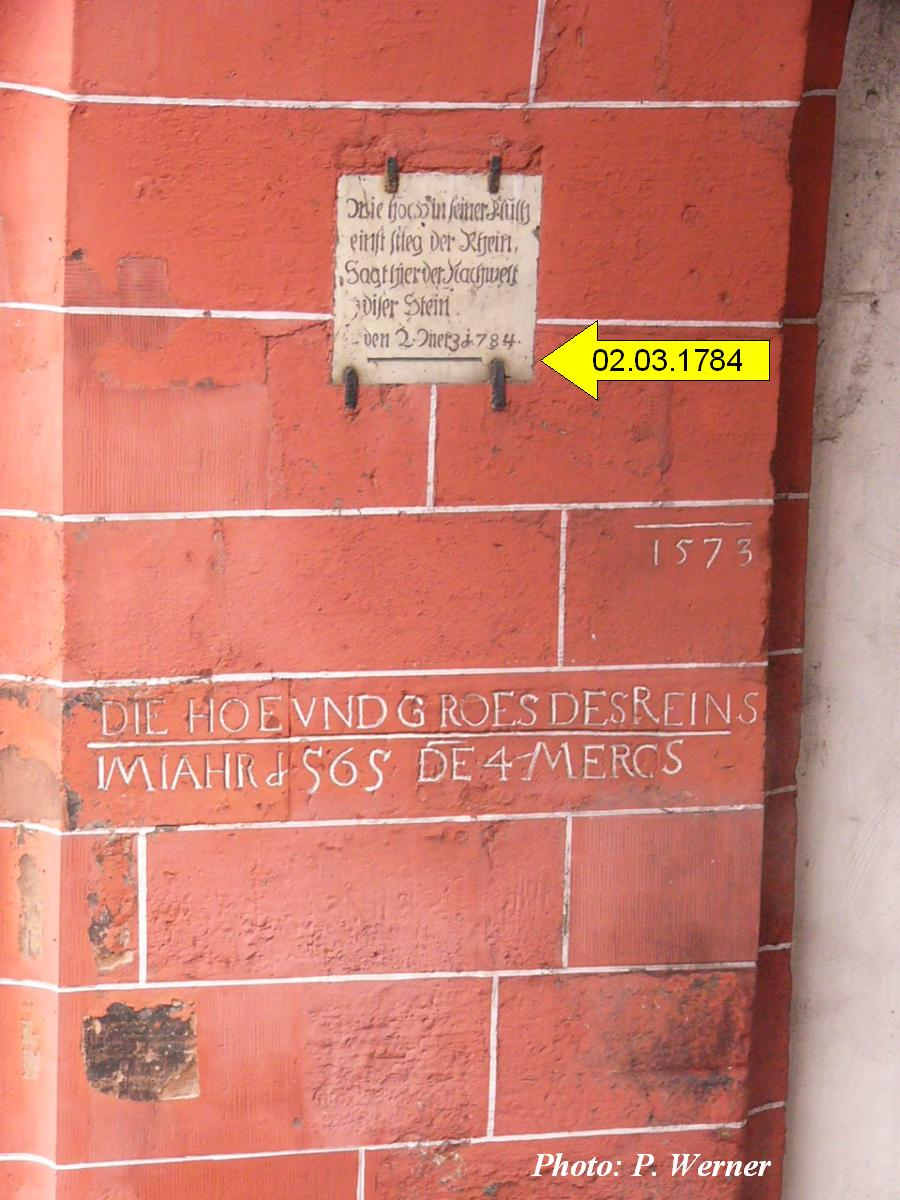 Wie hoch in seiner Fluth
einst stieg der Rhein,
Sagt hier der Nachwelt
diser Stein.
den 2. Merz 1784.
02.03.1784
1573
DIE HOE VND GROES DES REINS
IM IAHR 1565 DE 4 MERCS
Photo: P. Werner